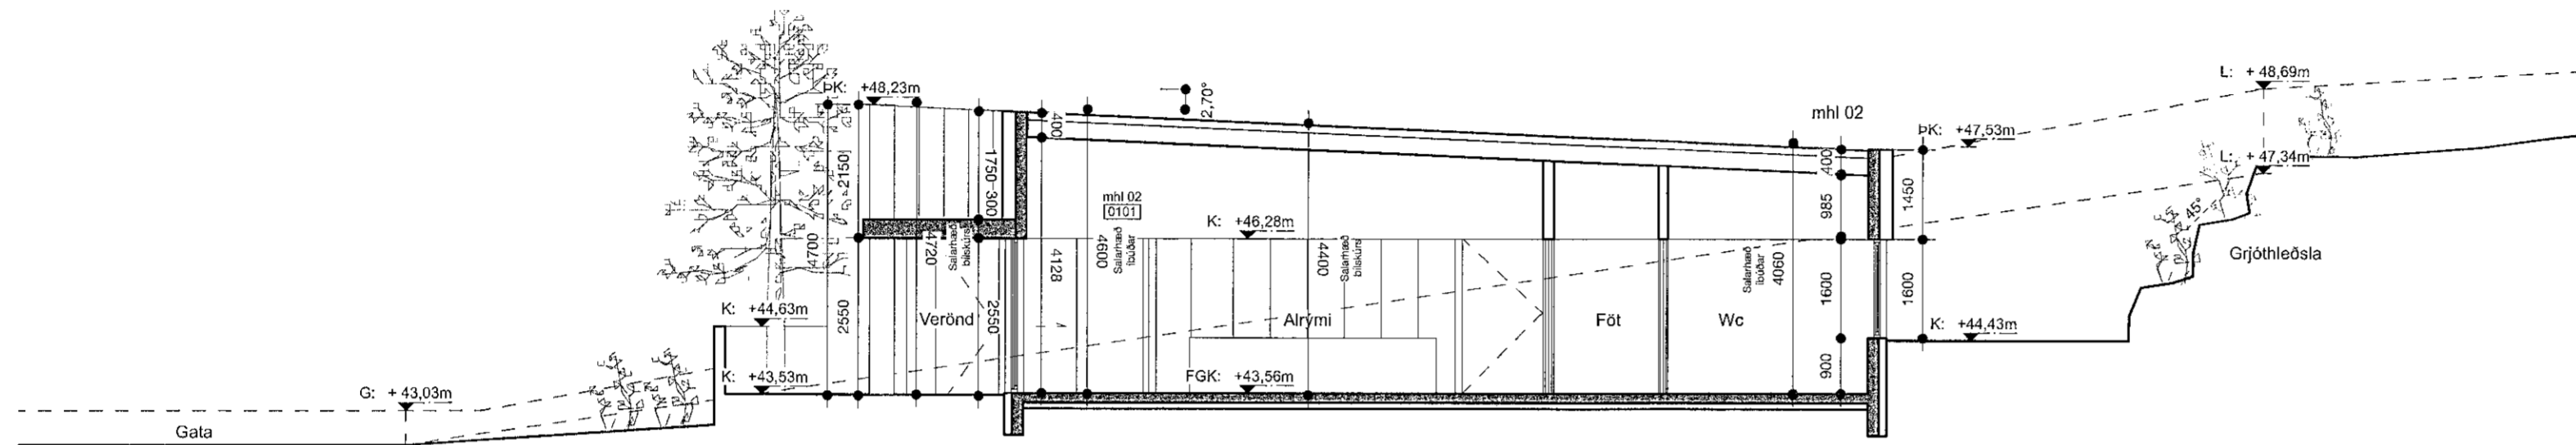 ÞK: +48,23m
2,70°
L: + 48,69m
mhl 02
ÞK: +47,53m
400
400
2150
1750
300
L: + 47,34m
985
1450
45°
mhl 02
0101
K: +46,28m
4700
4720
Salarhæð
bílskúrs
4128
4900
Salarhæð
íbúðar
4400
Salarhæð
bílskúrs
Salarhæð
íbúðar
4060
1600
1600
Grjóthleðsla
K: +44,63m
2550
Verönd
2550
Alrými
Föt
Wc
K: +44,43m
K: +43,53m
FGK: +43,56m
900
G: + 43,03m
Gata